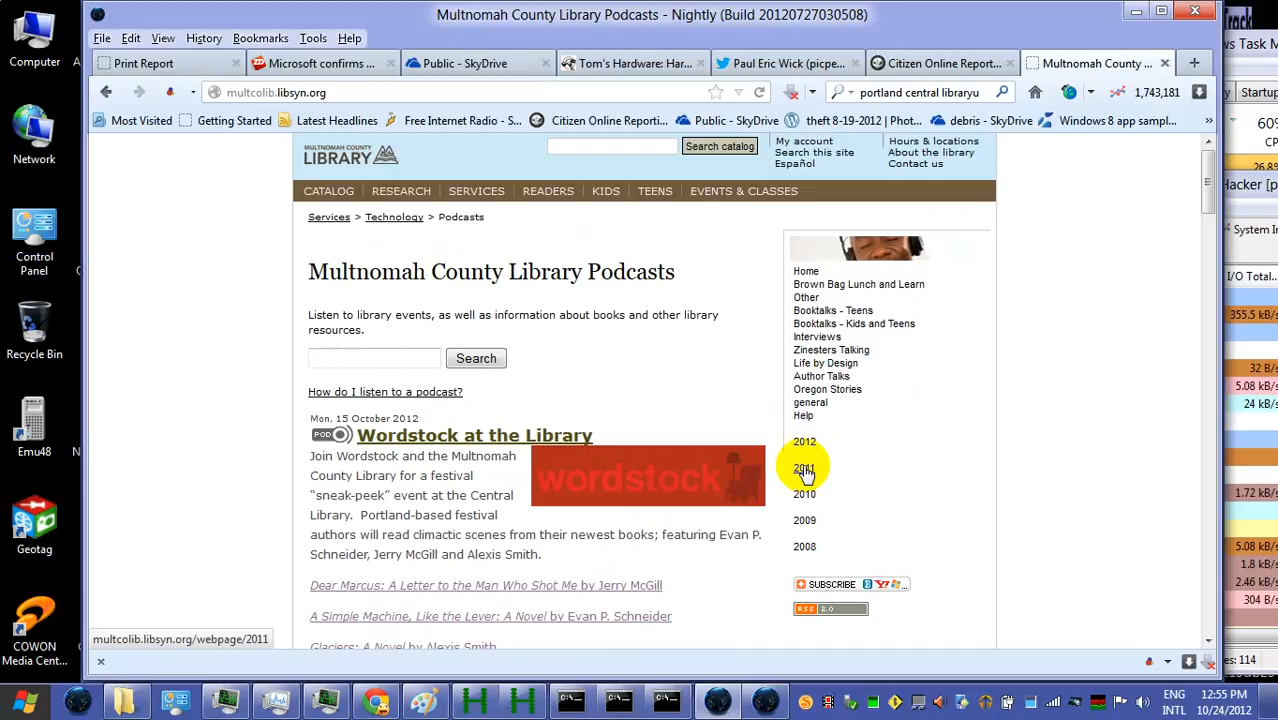 Multnomah County Library Podcasts - Nightly (Build 20120727030508)
File Edit View History Bookmarks Tools Help
Print Report
Microsoft confirms ...
Public - SkyDrive
Tom's Hardware: Har...
Paul Eric Wick (picpe...
Citizen Online Report...
Multnomah County ...
multcolib.libsyn.org
portland central libraryu
1,743,181
Most Visited
Getting Started
Latest Headlines
Free Internet Radio - S...
Citizen Online Reporti...
Public - SkyDrive
theft 8-19-2012 | Phot...
debris - SkyDrive
Windows 8 app sampl...
MULTNOMAH COUNTY
LIBRARY
Search catalog
My account
Search this site
Español
Hours & locations
About the library
Contact us
CATALOG RESEARCH SERVICES READERS KIDS TEENS EVENTS & CLASSES
Services > Technology > Podcasts
Multnomah County Library Podcasts
Listen to library events, as well as information about books and other library
resources.
Search
How do I listen to a podcast?
Mon, 15 October 2012
POD
Wordstock at the Library
Join Wordstock and the Multnomah
County Library for a festival
“sneak-peek” event at the Central
Library. Portland-based festival
authors will read climactic scenes from their newest books; featuring Evan P.
Schneider, Jerry McGill and Alexis Smith.
wordstock
Dear Marcus: A Letter to the Man Who Shot Me by Jerry McGill
A Simple Machine, Like the Lever: A Novel by Evan P. Schneider
Glaciers: A Novel by Alexis Smith
Home
Brown Bag Lunch and Learn
Other
Booktalks - Teens
Booktalks - Kids and Teens
Interviews
Zinesters Talking
Life by Design
Author Talks
Oregon Stories
general
Help
2012
2011
2010
2009
2008
SUBSCRIBE
RSS 2.0
multcolib.libsyn.org/webpage/2011
Computer
Network
Control
Panel
Recycle Bin
Emu48
Geotag
COWON
Media Cent...
Track
ws Task M
Startup
60%
CP
26.8%
Hacker [p
System In
I/O Total...
355.5 kB/s
32 B/s
5.08 kB/s
24 kB/
1.72 kB/s
5.08 kB/s
1.8 kB/s
2.46 kB/s
304 B/s
es: 114
ENG
INTL
12:55 PM
10/24/2012